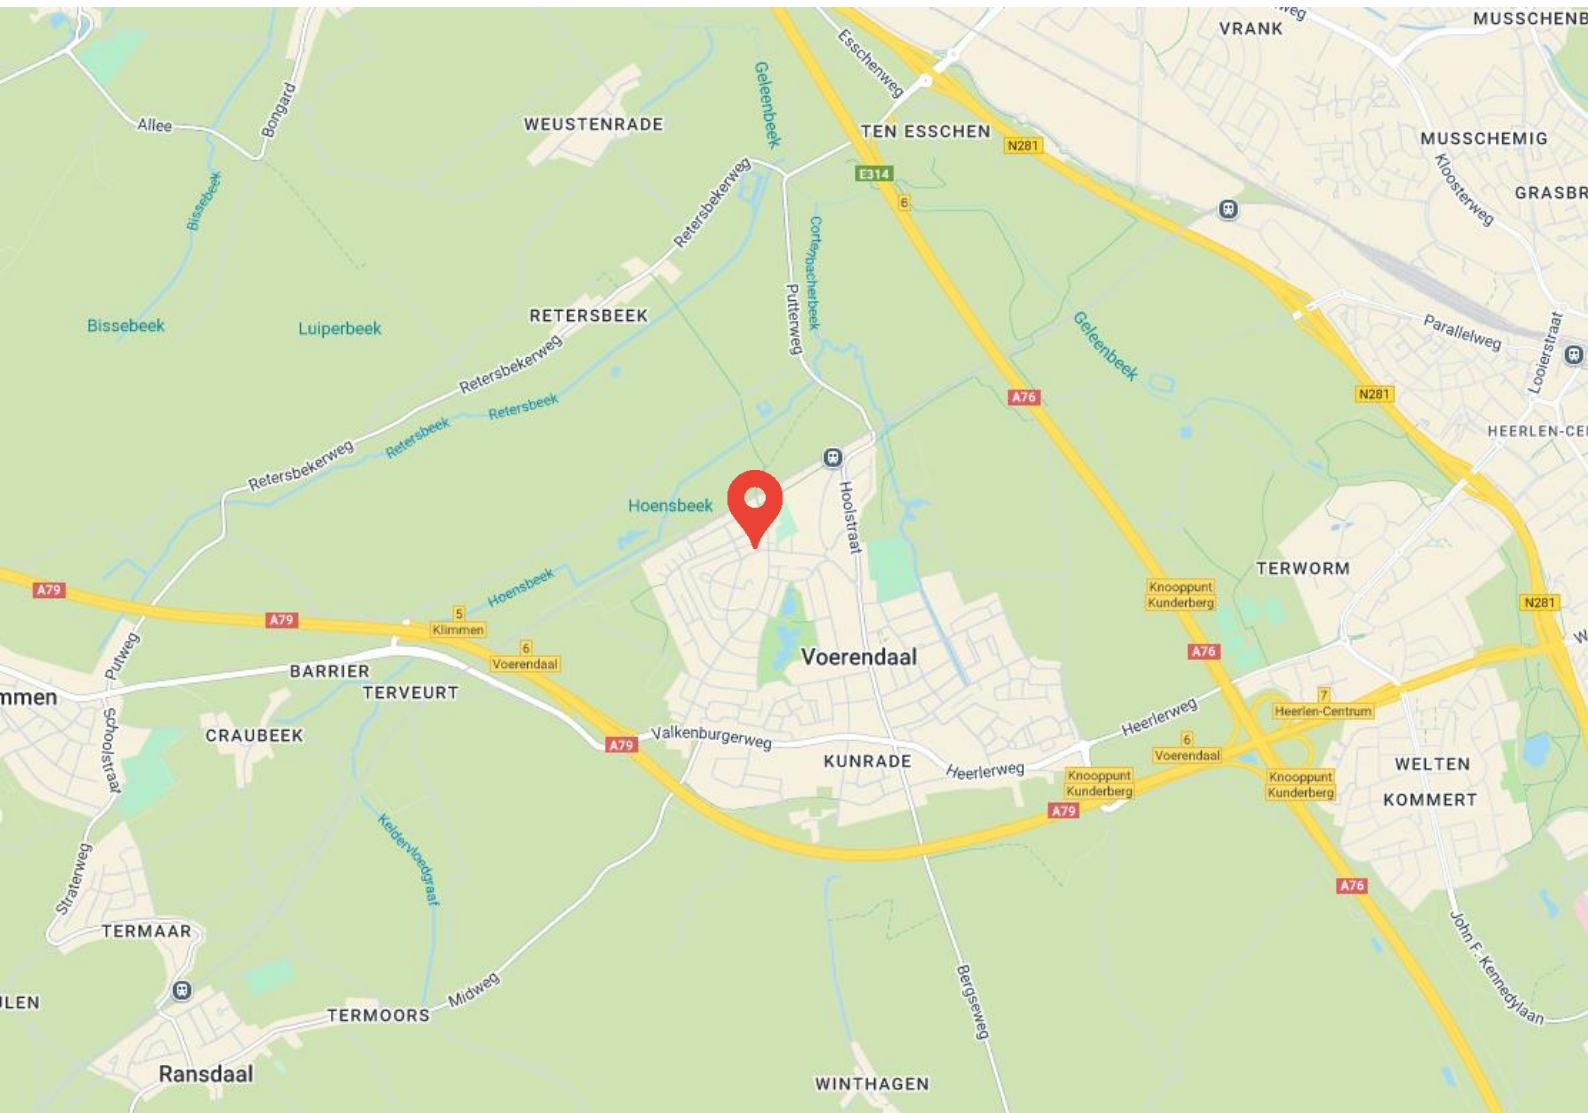 weg
VRANK
MUSSCHENB
Esschenweg
Geleenbeek
Bongard
Allee
WEUSTENRADE
TEN ESSCHEN
N281
MUSSCHEMIG
Kloosterweg
E314
6
GRASBR
Bissebeek
Retersbekerweg
Cortenbacherbeek
Putterweg
Bissebeek
Luiperbeek
RETERSBEEK
Geleenbeek
Parallelweg
Looierstraat
Retersbekerweg
Retersbeek
Retersbeek
A76
N281
HEERLEN-CE
Retersbekerweg
Hoensbeek
Hoolstraat
TERWORM
A79
Hoensbeek
Knooppunt
Kunderberg
N281
A79
5
Klimmen
6
Voerendaal
Voerendaal
A76
W
Putweg
BARRIER
TERVEURT
mmen
Schoolstraat
CRAUBEEK
A79
Valkenburgerweg
KUNRADE
Heerlerweg
Heerlerweg
7
Heerlen-Centrum
6
Voerendaal
Knooppunt
Kunderberg
Knooppunt
Kunderberg
A79
WELTEN
KOMMERT
Keldervloedgraaf
Straterweg
A76
TERMAAR
John F. Kennedylaan
Midweg
Bergseweg
JLEN
TERMOORS
Ransdaal
WINTHAGEN